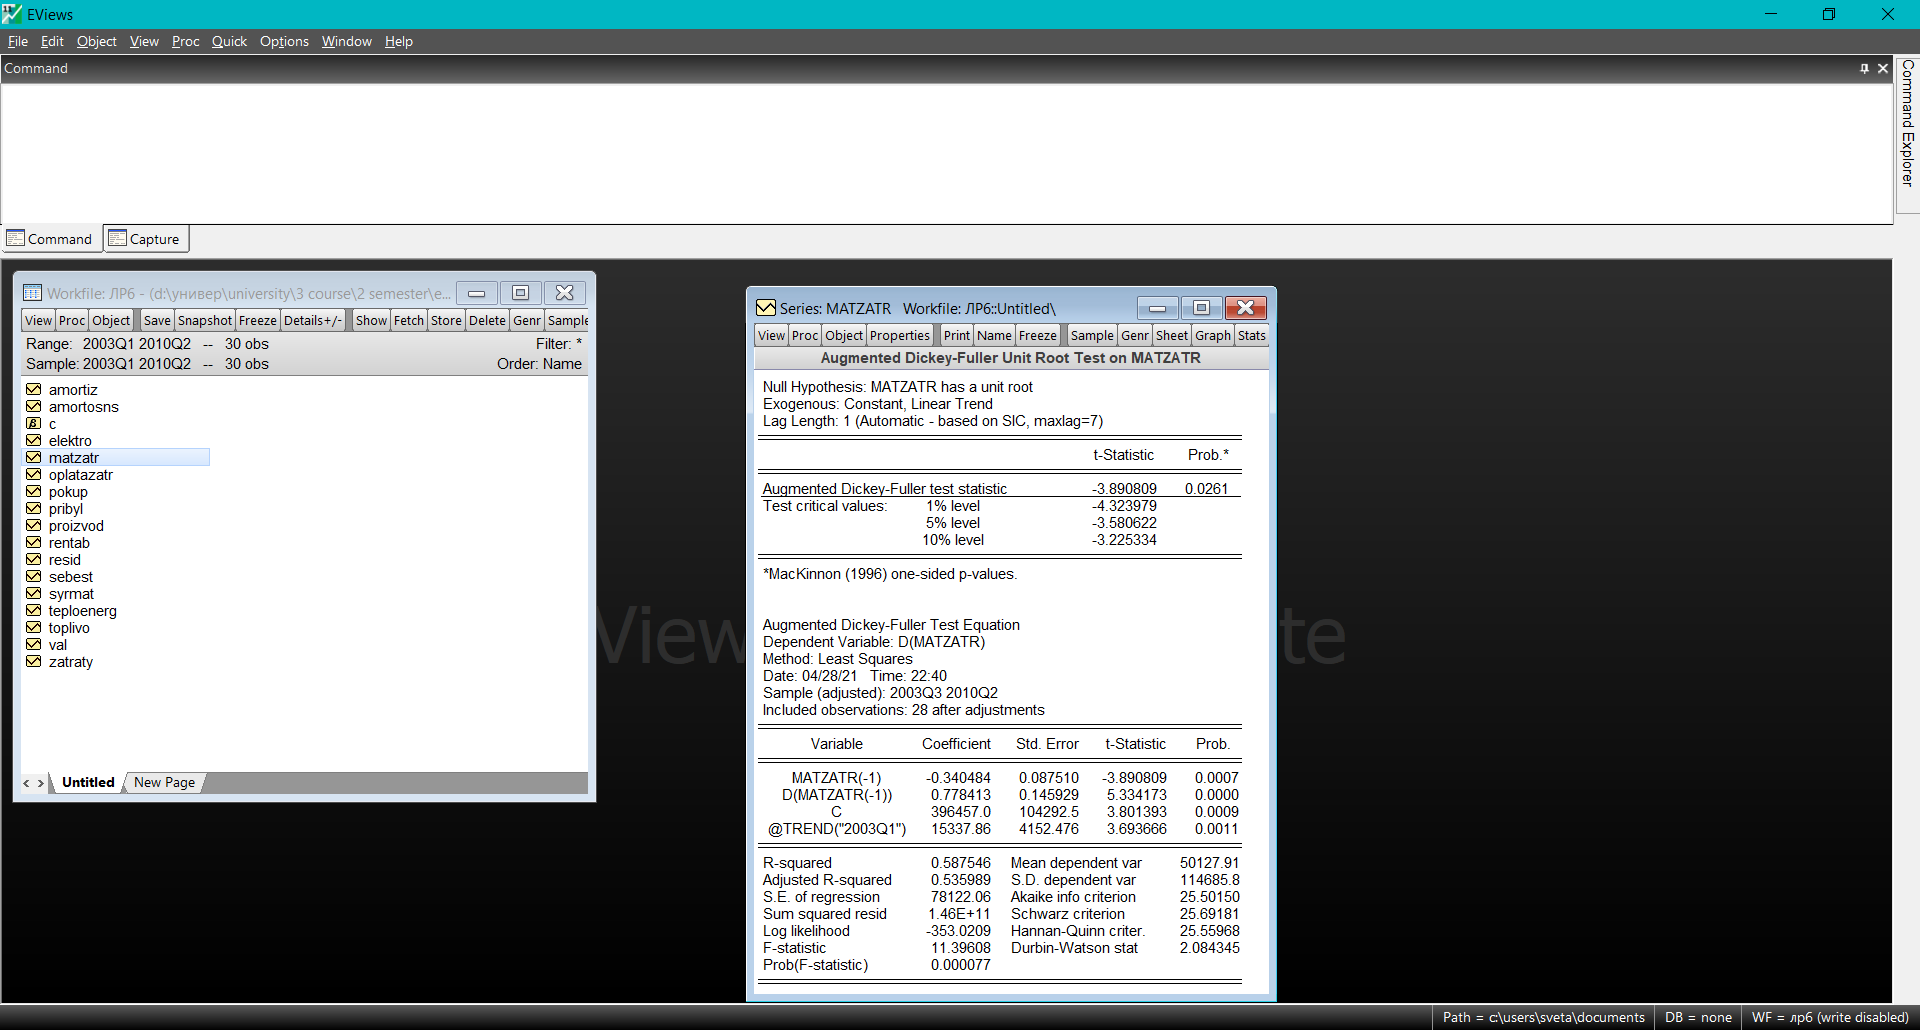 EViews
File Edit Object View Proc Quick Options Window Help
Command
Command Explorer
Command Capture
Workfile: ЛР6 - (d:\универ\university\3 course\2 semester\e...
View Proc Object Save Snapshot Freeze Details+/- Show Fetch Store Delete Genr Sample
Range: 2003Q1 2010Q2 -- 30 obs Filter: *
Sample: 2003Q1 2010Q2 -- 30 obs Order: Name
amortiz
amortosns
c
elektro
matzatr
oplatazatr
pokup
pribyl
proizvod
rentab
resid
sebest
syrmat
teploenerg
toplivo
val
zatraty
Untitled New Page
Series: MATZATR Workfile: ЛР6::Untitled\
View Proc Object Properties Print Name Freeze Sample Genr Sheet Graph Stats
Augmented Dickey-Fuller Unit Root Test on MATZATR
Null Hypothesis: MATZATR has a unit root
Exogenous: Constant, Linear Trend
Lag Length: 1 (Automatic - based on SIC, maxlag=7)
t-Statistic Prob.*
Augmented Dickey-Fuller test statistic -3.890809 0.0261
Test critical values: 1% level -4.323979
5% level -3.580622
10% level -3.225334
*MacKinnon (1996) one-sided p-values.
Augmented Dickey-Fuller Test Equation
Dependent Variable: D(MATZATR)
Method: Least Squares
Date: 04/28/21 Time: 22:40
Sample (adjusted): 2003Q3 2010Q2
Included observations: 28 after adjustments
Variable Coefficient Std. Error t-Statistic Prob.
MATZATR(-1) -0.340484 0.087510 -3.890809 0.0007
D(MATZATR(-1)) 0.778413 0.145929 5.334173 0.0000
C 396457.0 104292.5 3.801393 0.0009
@TREND("2003Q1") 15337.86 4152.476 3.693666 0.0011
R-squared 0.587546 Mean dependent var 50127.91
Adjusted R-squared 0.535989 S.D. dependent var 114685.8
S.E. of regression 78122.06 Akaike info criterion 25.50150
Sum squared resid 1.46E+11 Schwarz criterion 25.69181
Log likelihood -353.0209 Hannan-Quinn criter. 25.55968
F-statistic 11.39608 Durbin-Watson stat 2.084345
Prob(F-statistic) 0.000077
Path = c:\users\sveta\documents DB = none WF = лр6 (write disabled)